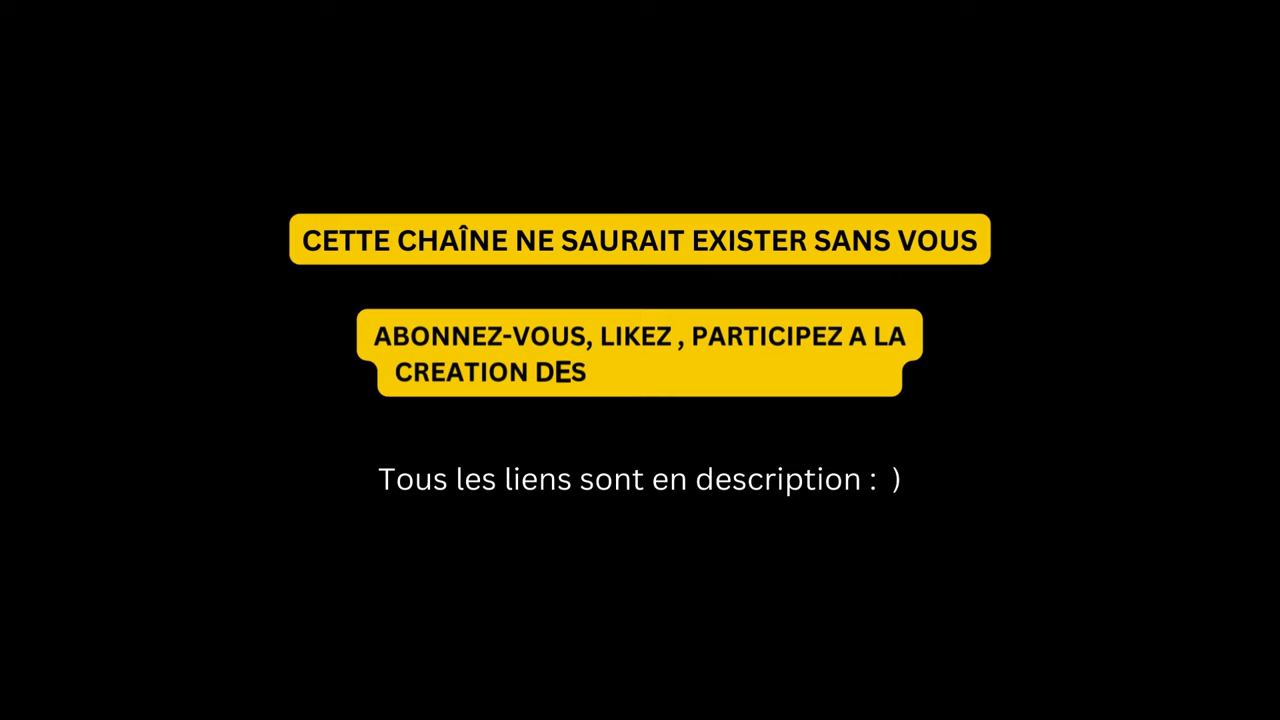 CETTE CHAÎNE NE SAURAIT EXISTER SANS VOUS
ABONNEZ-VOUS, LIKEZ , PARTICIPEZ A LA
CREATION DES
Tous les liens sont en description : )